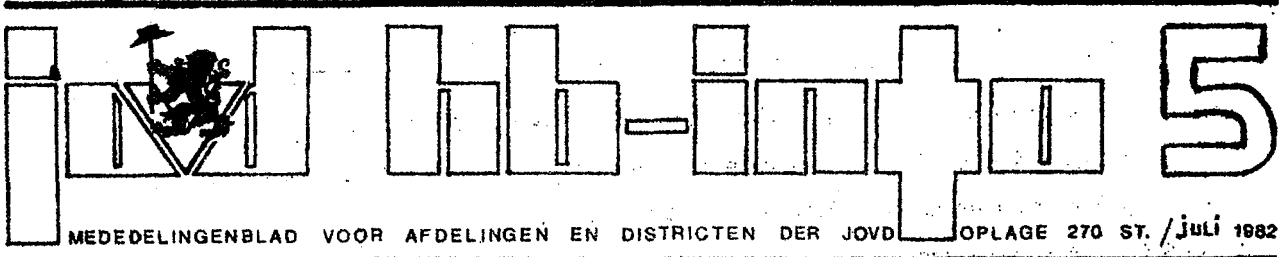 jovd hb-info 5
MEDEDELINGENBLAD VOOR AFDELINGEN EN DISTRICTEN DER JOVD OPLAGE 270 ST. / juli 1982